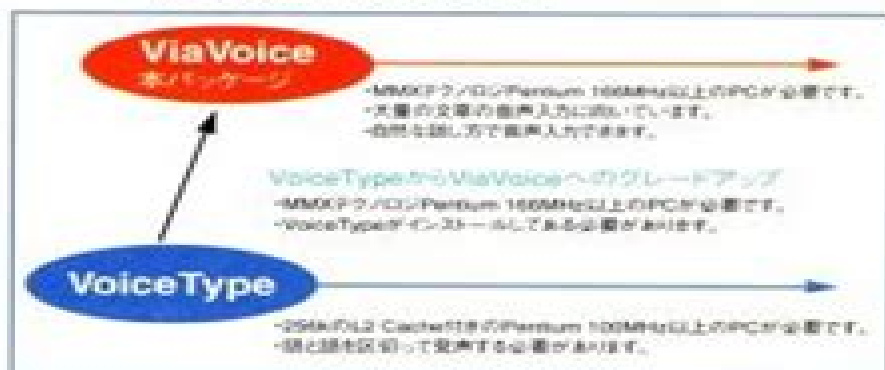 ViaVoice
本パッケージ
・MMXテクノロジPentium 166MHz以上のPCが必要です。
・大量の文章の音声入力に向いています。
・自然な話し方で音声入力できます。
VoiceTypeからViaVoiceへのグレードアップ
・MMXテクノロジPentium 166MHz以上のPCが必要です。
・VoiceTypeがインストールしてある必要があります。
VoiceType
・256kのL2 Cache付きのPentium 100MHz以上のPCが必要です。
・語と語を区切って発声する必要があります。